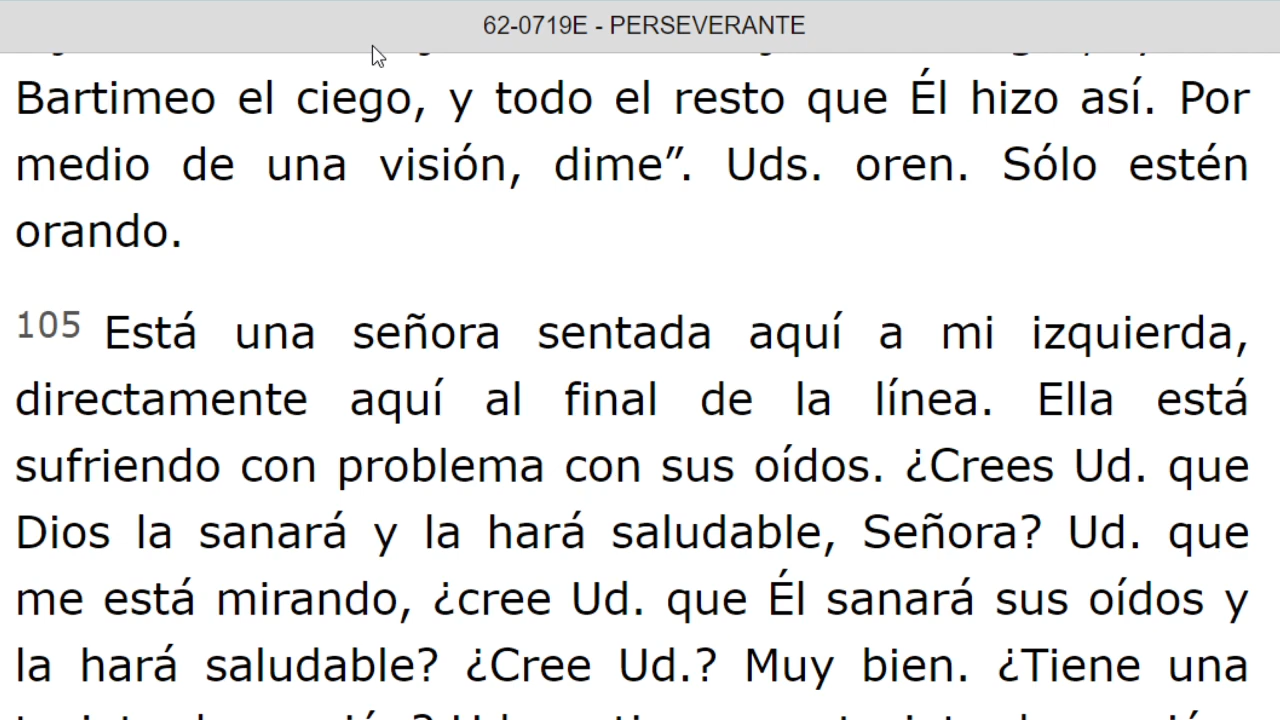 62-0719E - PERSEVERANTE
Bartimeo el ciego, y todo el resto que Él hizo así. Por
medio de una visión, dime”. Uds. oren. Sólo estén
orando.
105 Está una señora sentada aquí a mi izquierda,
directamente aquí al final de la línea. Ella está
sufriendo con problema con sus oídos. ¿Crees Ud. que
Dios la sanará y la hará saludable, Señora? Ud. que
me está mirando, ¿cree Ud. que Él sanará sus oídos y
la hará saludable? ¿Cree Ud.? Muy bien. ¿Tiene una